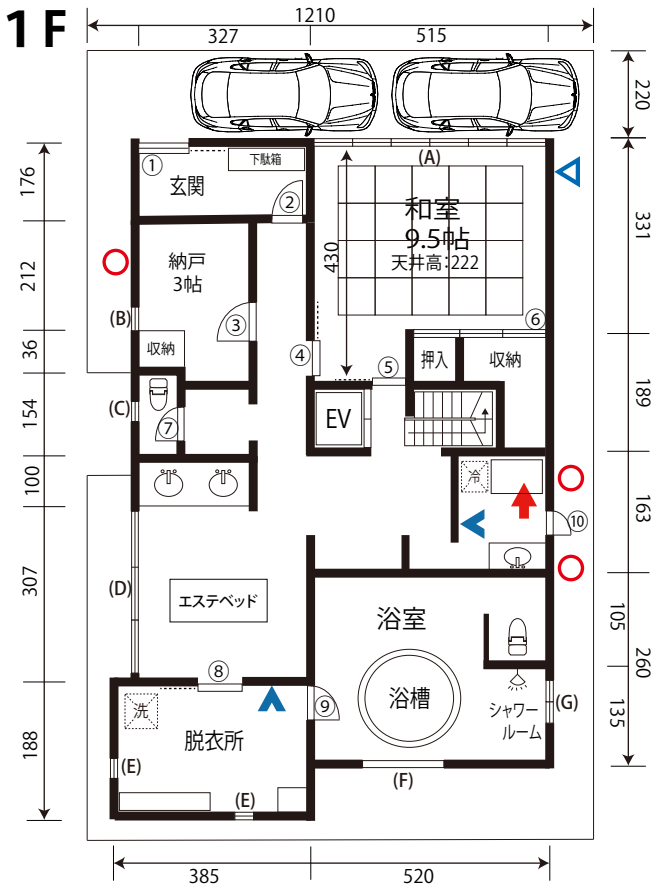 1F
1210
327
515
220
176
212
36
154
100
307
188
331
189
163
105
260
135
①
下駄箱
玄関
②
(A)
和室
9.5帖
天井高:222
430
納戸
3帖
(B)
③
収納
④
⑤
⑥
押入
収納
(C)
⑦
EV
冷
⑩
(D)
エステベッド
浴室
浴槽
シャワー
ルーム
(G)
⑧
⑨
洗
脱衣所
(E)
(E)
(F)
385
520